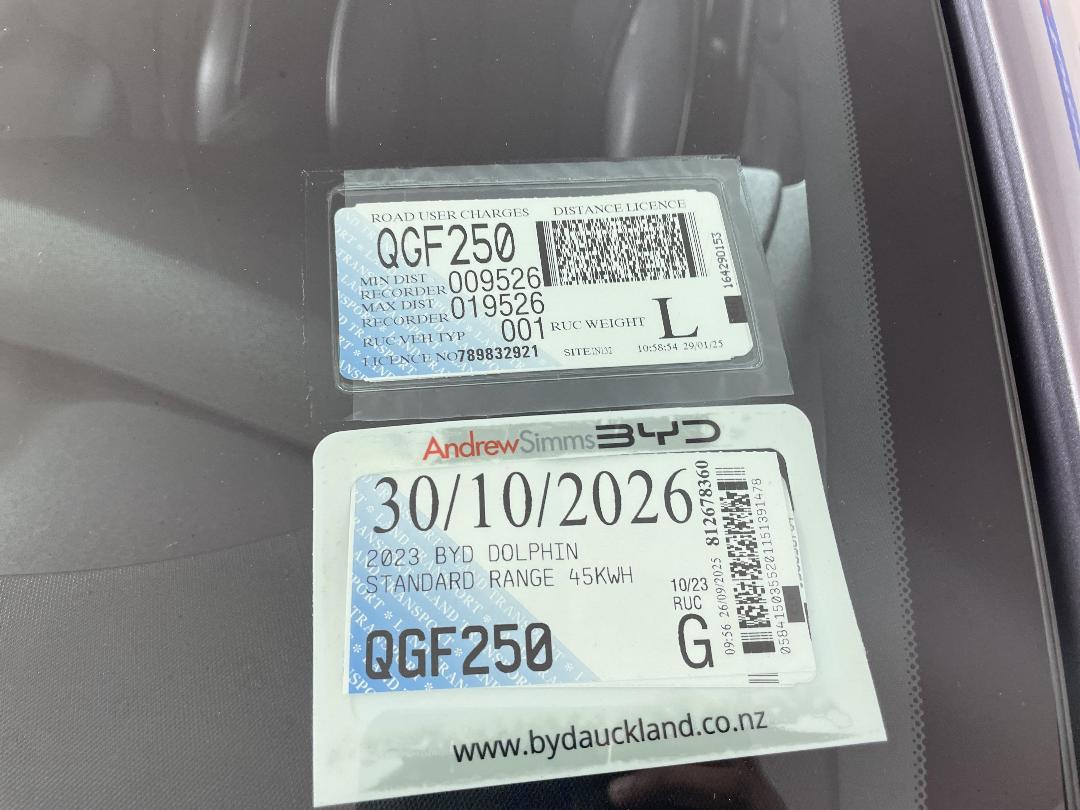 ROAD USER CHARGES DISTANCE LICENCE
QGF250
MIN DIST
RECORDER 009526
MAX DIST
RECORDER 019526
RUC VEH TYP 001 RUC WEIGHT L
LICENCE NO 789832921 10:58:54 29/01/25
164290153
AndrewSimms BYD
30/10/2026
2023 BYD DOLPHIN
STANDARD RANGE 45KWH
10/23
RUC
QGF250 G
09:56 26/09/2025 812678360
www.bydauckland.co.nz